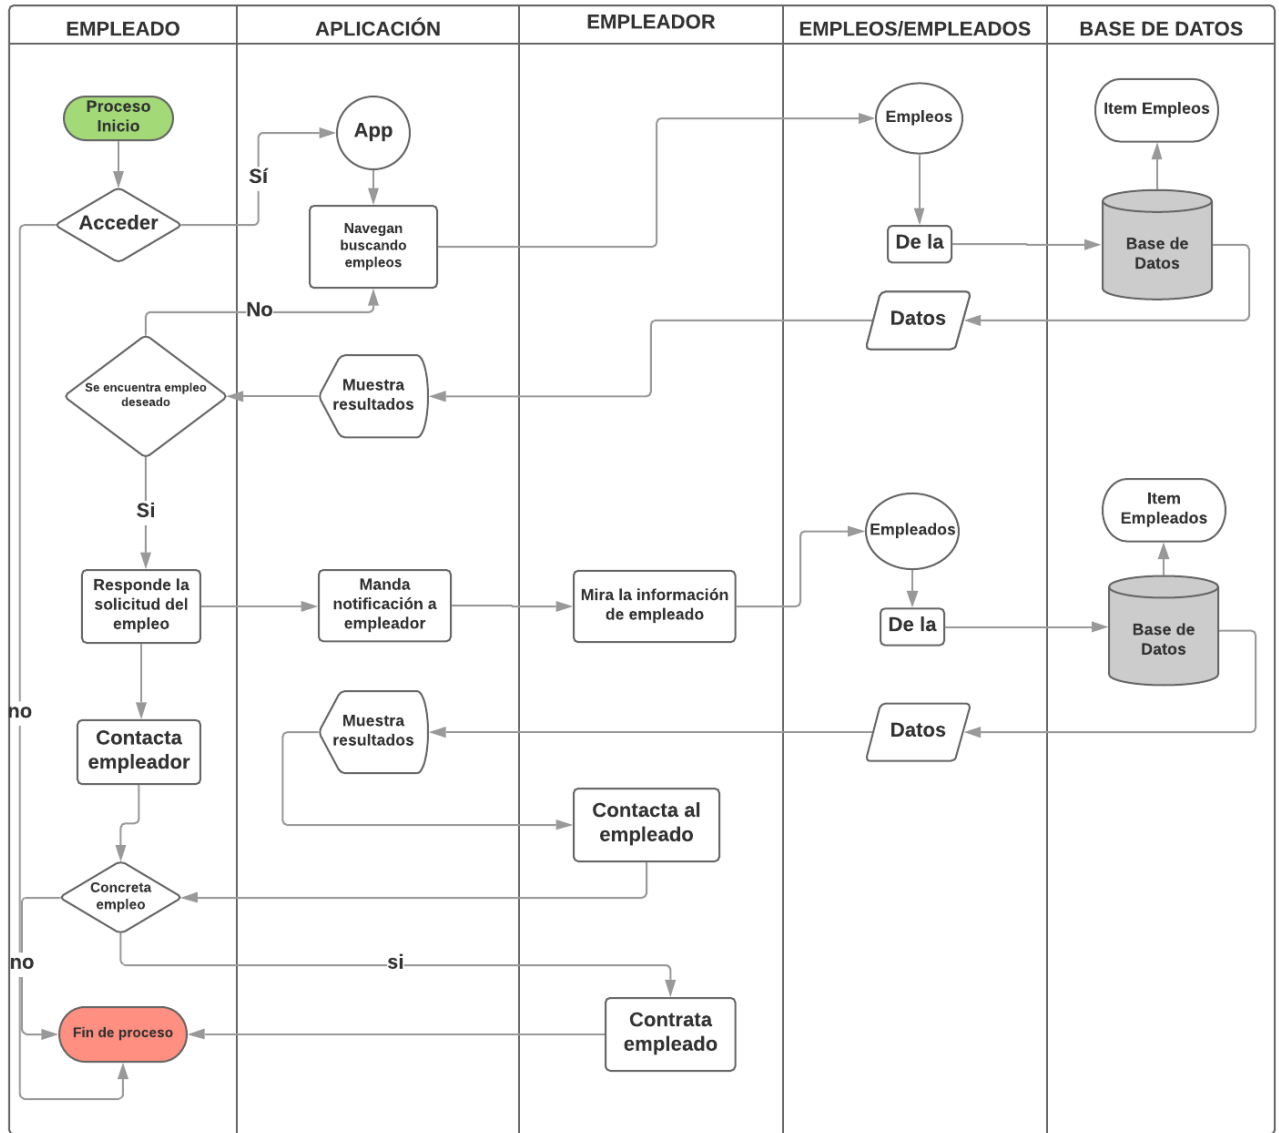 EMPLEADO
APLICACIÓN
EMPLEADOR
EMPLEOS/EMPLEADOS
BASE DE DATOS
Proceso
Inicio
App
Empleos
Item Empleos
Sí
Acceder
Navegan
buscando
empleos
De la
Base de
Datos
No
Datos
Se encuentra empleo
deseado
Muestra
resultados
Si
Empleados
Item
Empleados
Responde la
solicitud del
empleo
Manda
notificación a
empleador
Mira la información
de empleado
De la
Base de
Datos
no
Contacta
empleador
Muestra
resultados
Datos
Contacta al
empleado
Concreta
empleo
no
si
Fin de proceso
Contrata
empleado